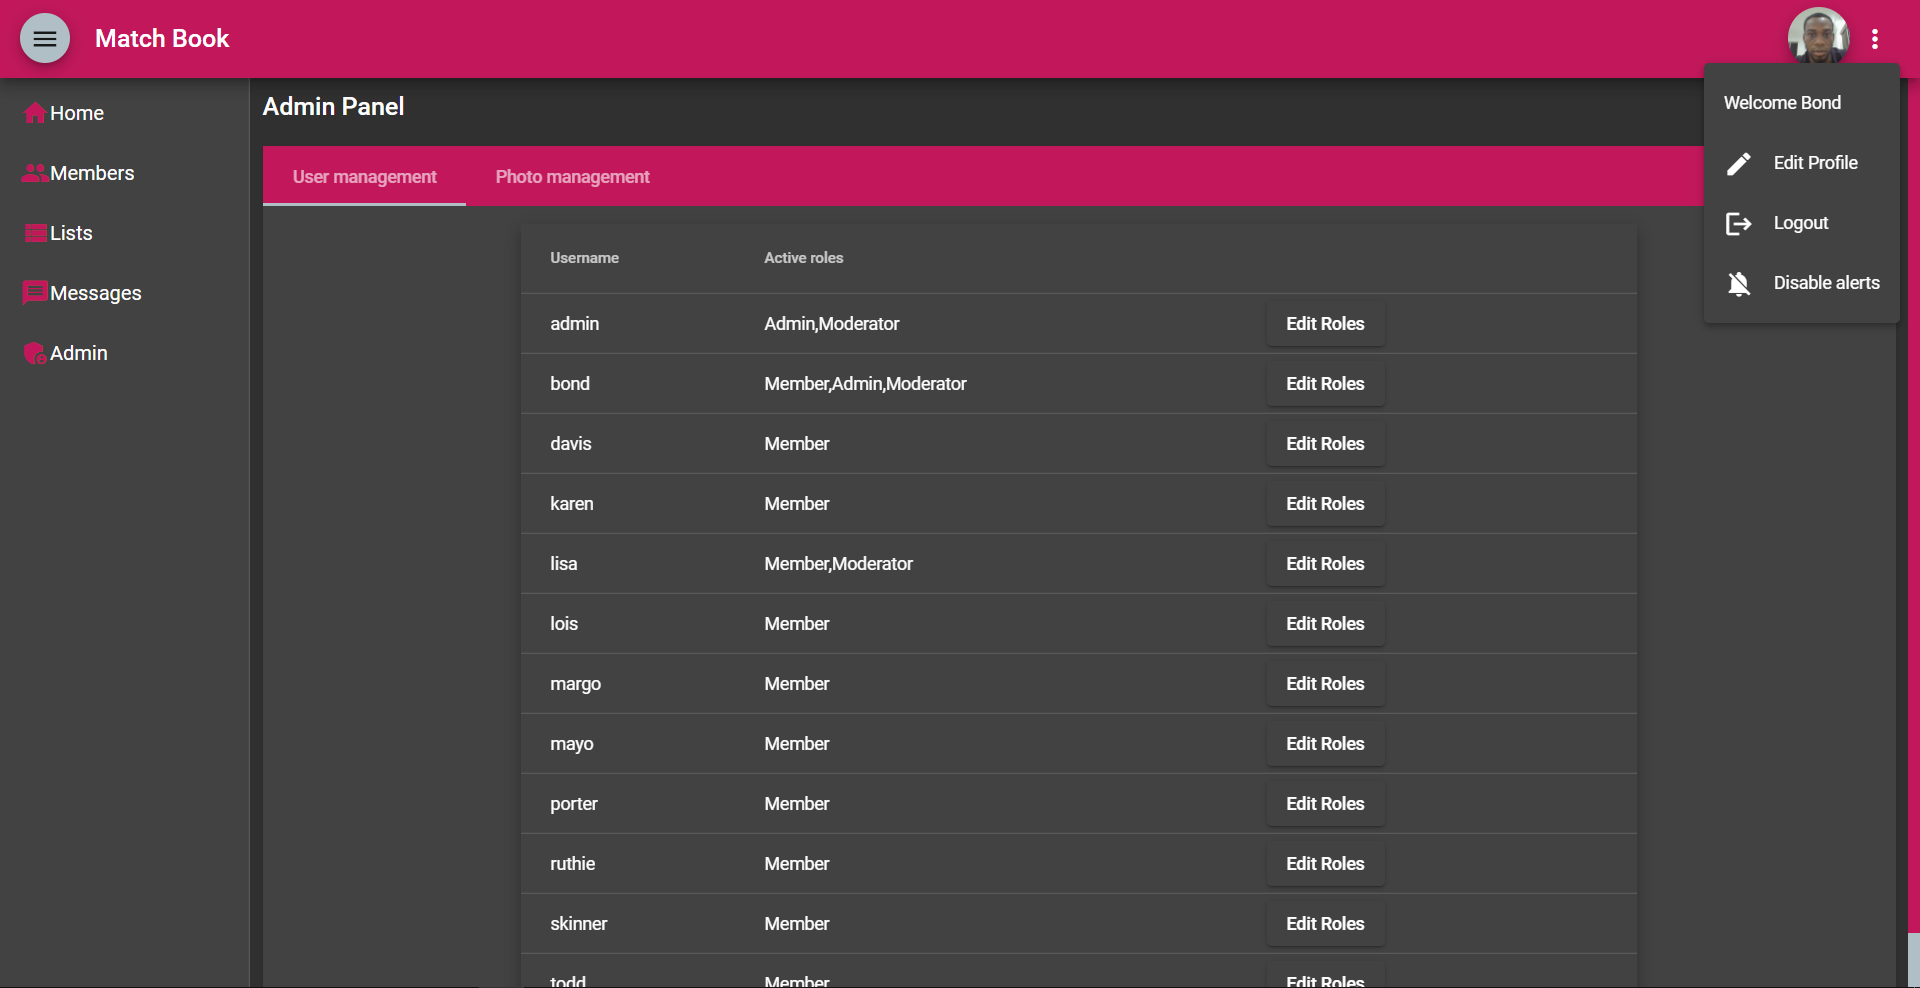 Match Book
Welcome Bond
Edit Profile
Logout
Disable alerts
Home
Members
Lists
Messages
Admin
Admin Panel
User management Photo management
Username Active roles
admin Admin,Moderator Edit Roles
bond Member,Admin,Moderator Edit Roles
davis Member Edit Roles
karen Member Edit Roles
lisa Member,Moderator Edit Roles
lois Member Edit Roles
margo Member Edit Roles
mayo Member Edit Roles
porter Member Edit Roles
ruthie Member Edit Roles
skinner Member Edit Roles
todd Member Edit Roles